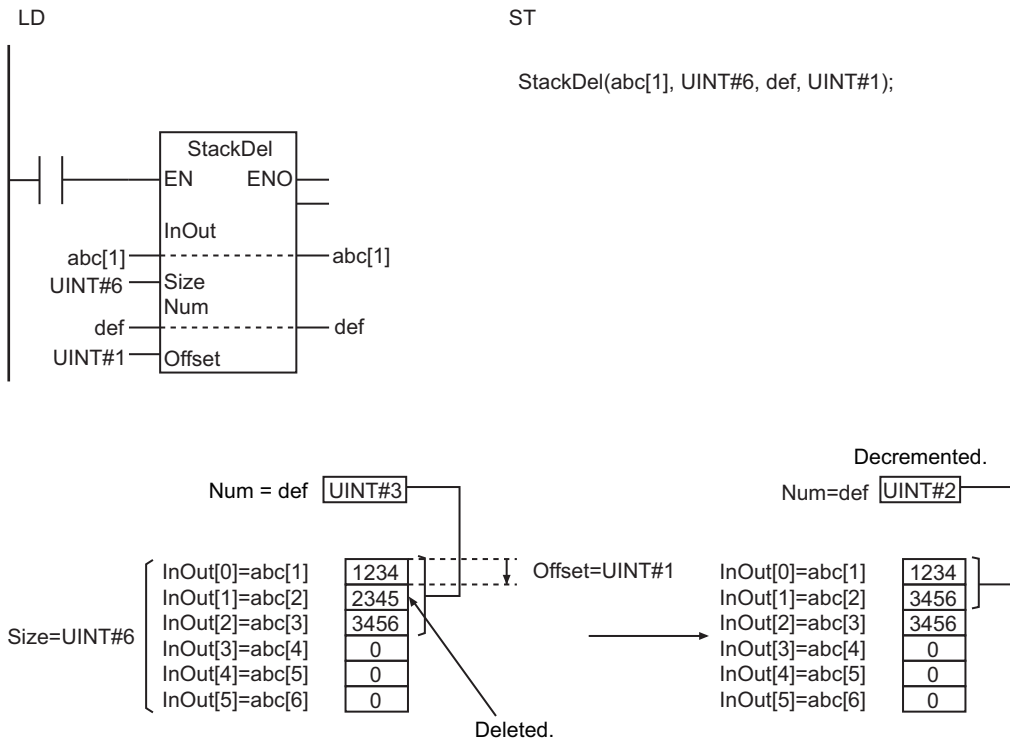 LD
ST
StackDel(abc[1], UINT#6, def, UINT#1);
StackDel
EN ENO
InOut
abc[1] abc[1]
UINT#6 Size
Num
def def
UINT#1 Offset
Decremented.
Num = def UINT#3
Num=def UINT#2
InOut[0]=abc[1] 1234 Offset=UINT#1 InOut[0]=abc[1] 1234
InOut[1]=abc[2] 2345 InOut[1]=abc[2] 3456
InOut[2]=abc[3] 3456 InOut[2]=abc[3] 3456
Size=UINT#6
InOut[3]=abc[4] 0 InOut[3]=abc[4] 0
InOut[4]=abc[5] 0 InOut[4]=abc[5] 0
InOut[5]=abc[6] 0 InOut[5]=abc[6] 0
Deleted.